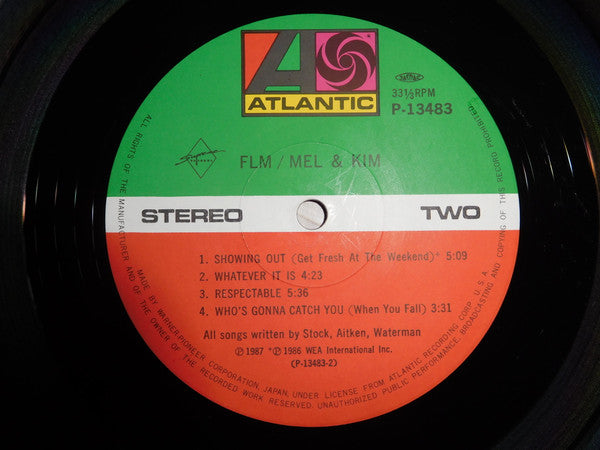 ATLANTIC
33⅓RPM
P-13483
FLM / MEL & KIM
STEREO
TWO
1. SHOWING OUT (Get Fresh At The Weekend)* 5:09
2. WHATEVER IT IS 4:23
3. RESPECTABLE 5:36
4. WHO'S GONNA CATCH YOU (When You Fall) 3:31
All songs written by Stock, Aitken, Waterman
Ⓟ1987 *Ⓟ1986 WEA International Inc.
(P-13483-2)
MADE BY WARNER-PIONEER CORPORATION, JAPAN, UNDER LICENSE FROM ATLANTIC RECORDING CORP. U.S.A.
ALL RIGHTS OF THE MANUFACTURER AND OF THE OWNER OF THE RECORDED WORK RESERVED. UNAUTHORIZED PUBLIC PERFORMANCE, BROADCASTING AND COPYING OF THIS RECORD PROHIBITED.